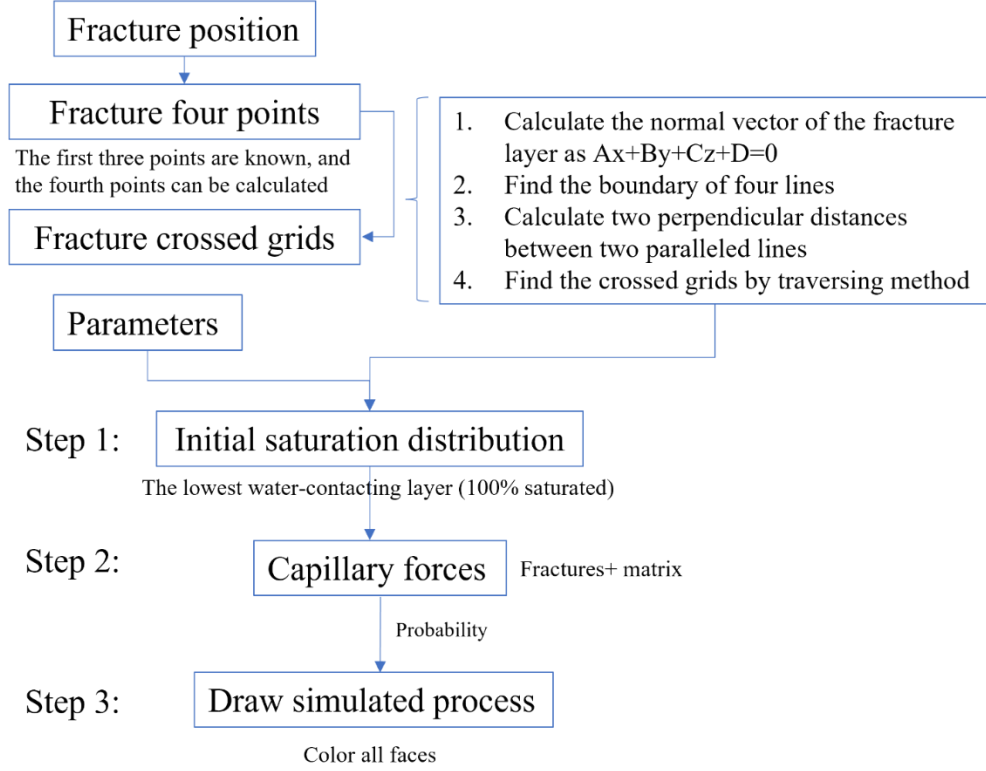 Fracture position
Fracture four points
The first three points are known, and
the fourth points can be calculated
Fracture crossed grids
1. Calculate the normal vector of the fracture
layer as Ax+By+Cz+D=0
2. Find the boundary of four lines
3. Calculate two perpendicular distances
between two paralleled lines
4. Find the crossed grids by traversing method
Parameters
Step 1: Initial saturation distribution
The lowest water-contacting layer (100% saturated)
Step 2: Capillary forces Fractures+ matrix
Probability
Step 3: Draw simulated process
Color all faces